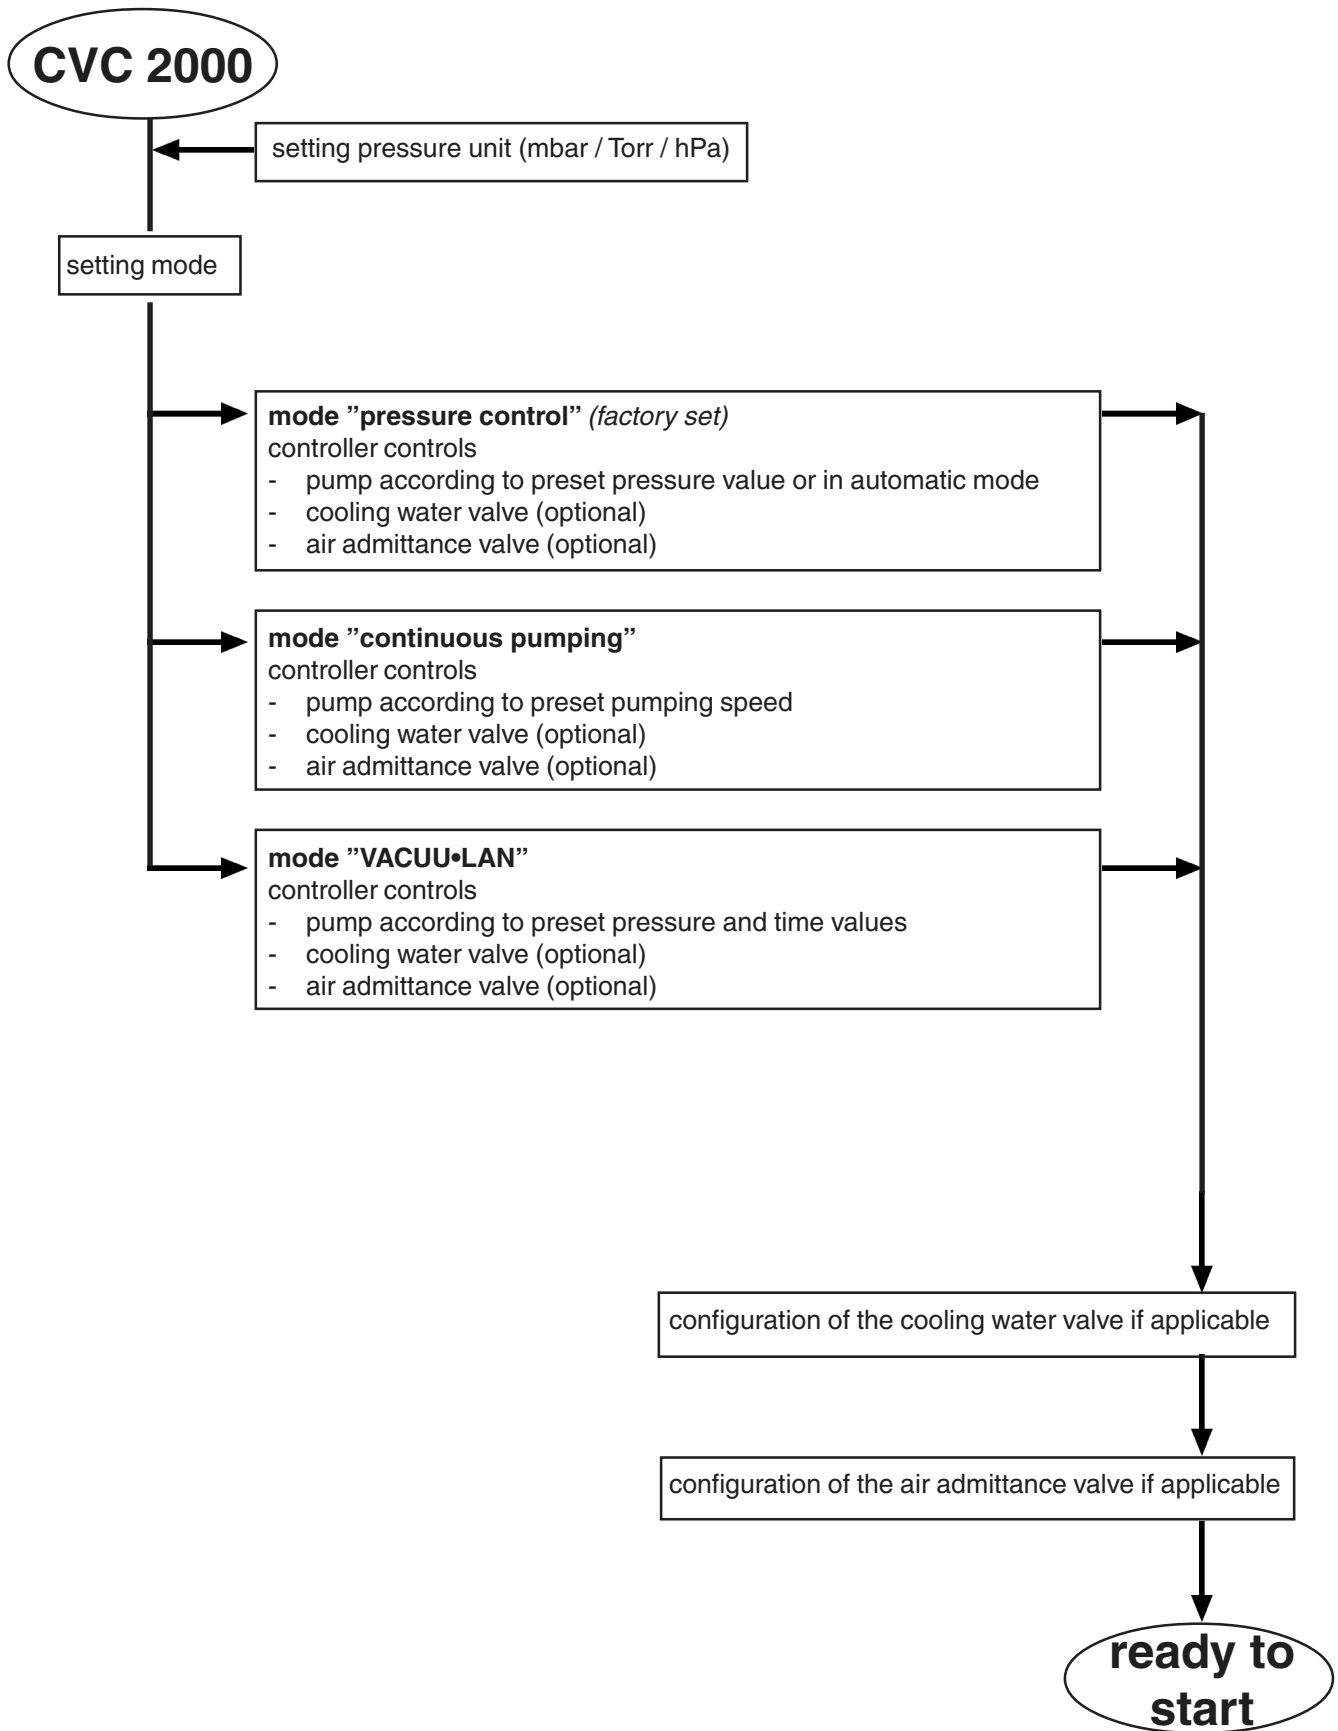 CVC 2000
setting pressure unit (mbar / Torr / hPa)
setting mode
mode ”pressure control” (factory set)
controller controls
- pump according to preset pressure value or in automatic mode
- cooling water valve (optional)
- air admittance valve (optional)
mode ”continuous pumping”
controller controls
- pump according to preset pumping speed
- cooling water valve (optional)
- air admittance valve (optional)
mode ”VACUU•LAN”
controller controls
- pump according to preset pressure and time values
- cooling water valve (optional)
- air admittance valve (optional)
configuration of the cooling water valve if applicable
configuration of the air admittance valve if applicable
ready to
start